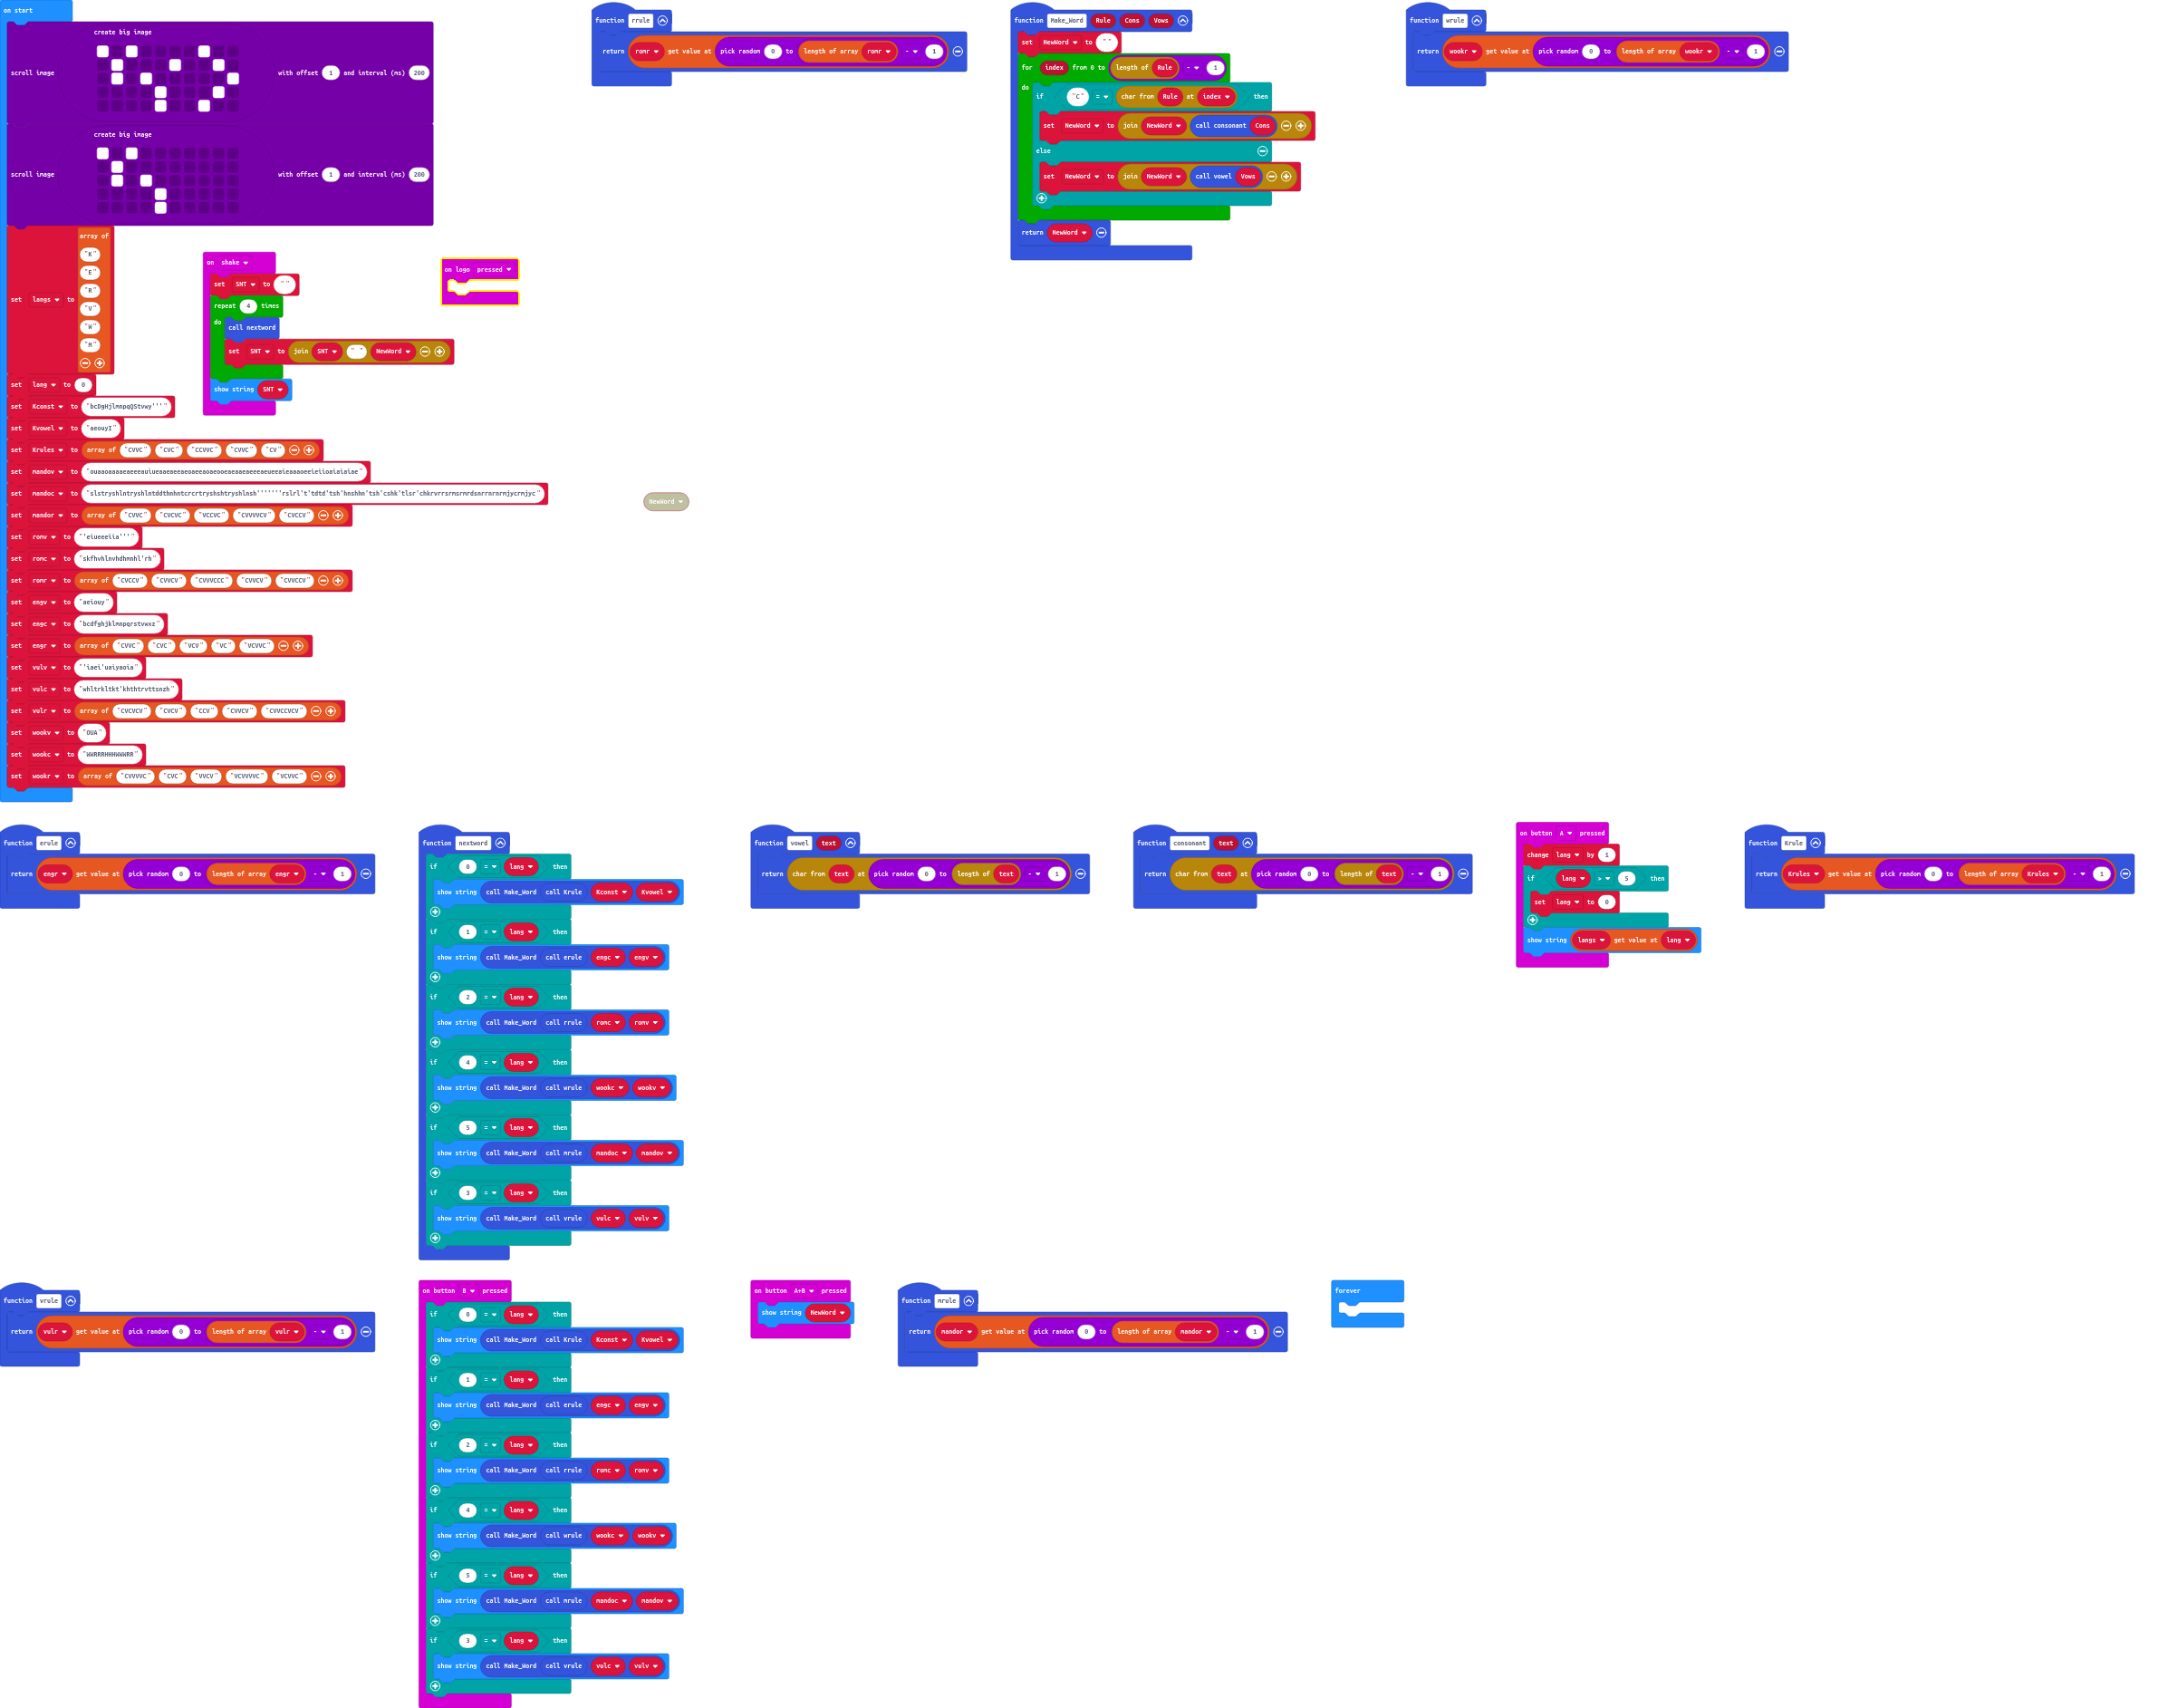 on start
create big image
scroll image with offset 1 and interval (ms) 200
create big image
scroll image with offset 1 and interval (ms) 200
set langs to array of
"K"
"E"
"R"
"V"
"W"
"M"
set lang to 0
set Kconst to "bcDgHjlmnpqQStvwy'''"
set Kvowel to "aeouyI"
set Krules to array of "CVVC" "CVC" "CCVVC" "CVVC" "CV"
set mandov to
set mandoc to
set mandor to array of "CVVC" "CVCVC" "VCCVC" "CVVVVCV" "CVCCV"
set romv to "'eiueeeiia'''"
set romc to "skfhvhlnvhdhmnhl'rh"
set romr to array of "CVCCV" "CVVCV" "CVVVCCC" "CVVCV" "CVVCCV"
set engv to "aeiouy"
set engc to "bcdfghjklmnpqrstvwxz"
set engr to array of "CVVC" "CVC" "VCV" "VC" "VCVVC"
set vulv to "'iaei'uaiyaoia"
set vulc to "whltrkltkt'khthtrvttsnzh"
set vulr to array of "CVCVCV" "CVCV" "CCV" "CVVCV" "CVVCCVCV"
set wookv to "OUA"
set wookc to "WWRRRHHHWWWRR"
set wookr to array of "CVVVVC" "CVC" "VVCV" "VCVVVVC" "VCVVC"
on shake
set SNT to ""
repeat 4 times
do
call nextword
set SNT to join SNT " " NewWord
show string SNT
on logo pressed
NewWord
function rrule
return romr get value at pick random 0 to length of array romr - 1
function Make_Word Rule Cons Vows
set NewWord to ""
for index from 0 to length of Rule - 1
do
if "C" = char from Rule at index then
set NewWord to join NewWord call consonant Cons
else
set NewWord to join NewWord call vowel Vows
return NewWord
function wrule
return wookr get value at pick random 0 to length of array wookr - 1
function erule
return engr get value at pick random 0 to length of array engr - 1
function nextword
if 0 = lang then
show string call Make_Word call Krule Kconst Kvowel
if 1 = lang then
show string call Make_Word call erule engc engv
if 2 = lang then
show string call Make_Word call rrule romc romv
if 4 = lang then
show string call Make_Word call wrule wookc wookv
if 5 = lang then
show string call Make_Word call mrule mandoc mandov
if 3 = lang then
show string call Make_Word call vrule vulc vulv
function vowel text
return char from text at pick random 0 to length of text - 1
function consonant text
return char from text at pick random 0 to length of text - 1
on button A pressed
change lang by 1
if lang > 5 then
set lang to 0
show string langs get value at lang
function Krule
return Krules get value at pick random 0 to length of array Krules - 1
function vrule
return vulr get value at pick random 0 to length of array vulr - 1
on button B pressed
if 0 = lang then
show string call Make_Word call Krule Kconst Kvowel
if 1 = lang then
show string call Make_Word call erule engc engv
if 2 = lang then
show string call Make_Word call rrule romc romv
if 4 = lang then
show string call Make_Word call wrule wookc wookv
if 5 = lang then
show string call Make_Word call mrule mandoc mandov
if 3 = lang then
show string call Make_Word call vrule vulc vulv
on button A+B pressed
show string NewWord
function mrule
return mandor get value at pick random 0 to length of array mandor - 1
forever